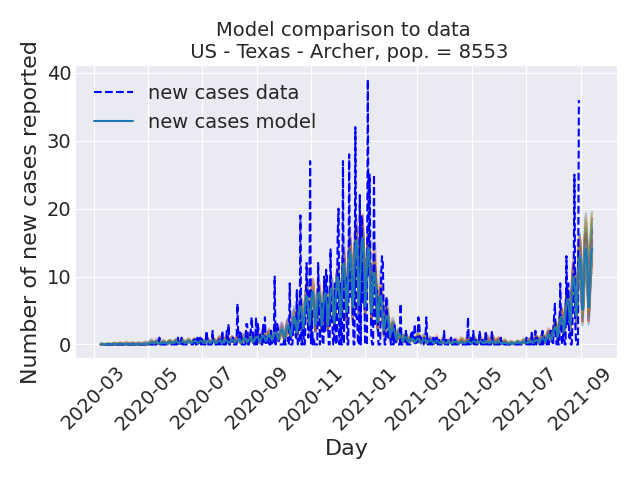 Model comparison to data
US - Texas - Archer, pop. = 8553
Number of new cases reported
40
30
20
10
0
new cases data
new cases model
2020-03
2020-05
2020-07
2020-09
2020-11
2021-01
2021-03
2021-05
2021-07
2021-09
Day